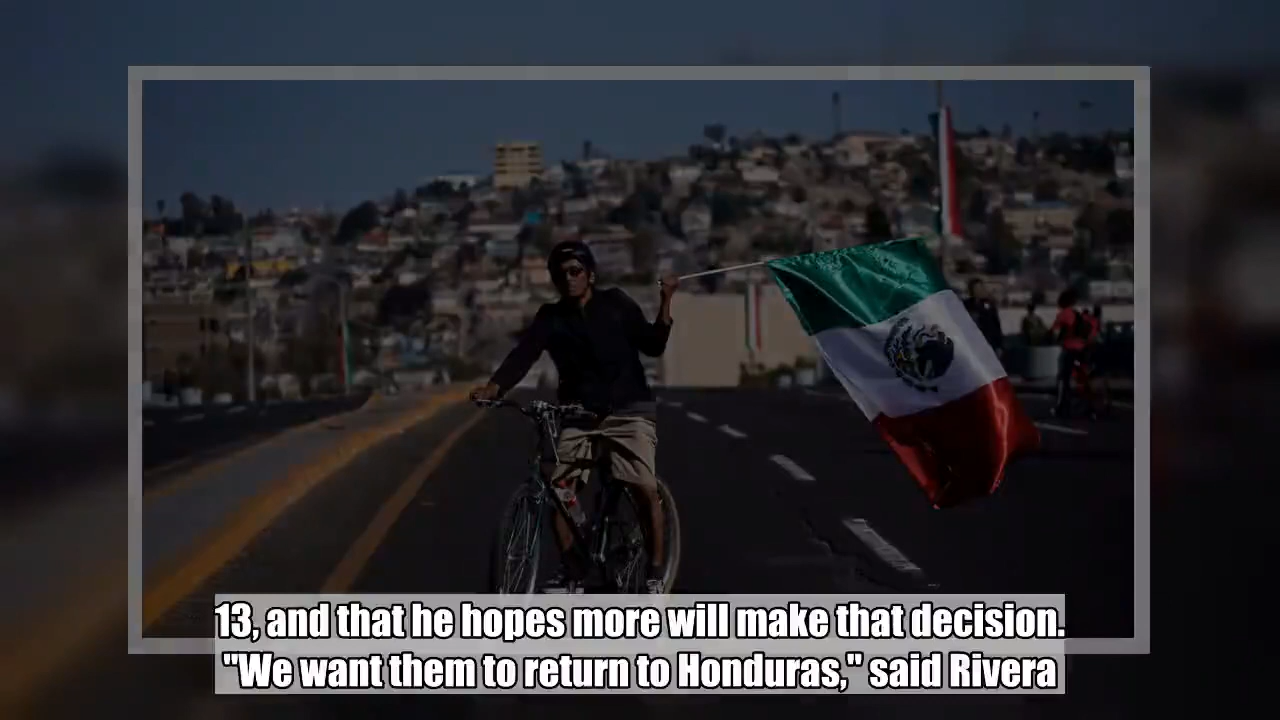 13, and that he hopes more will make that decision.
"We want them to return to Honduras," said Rivera